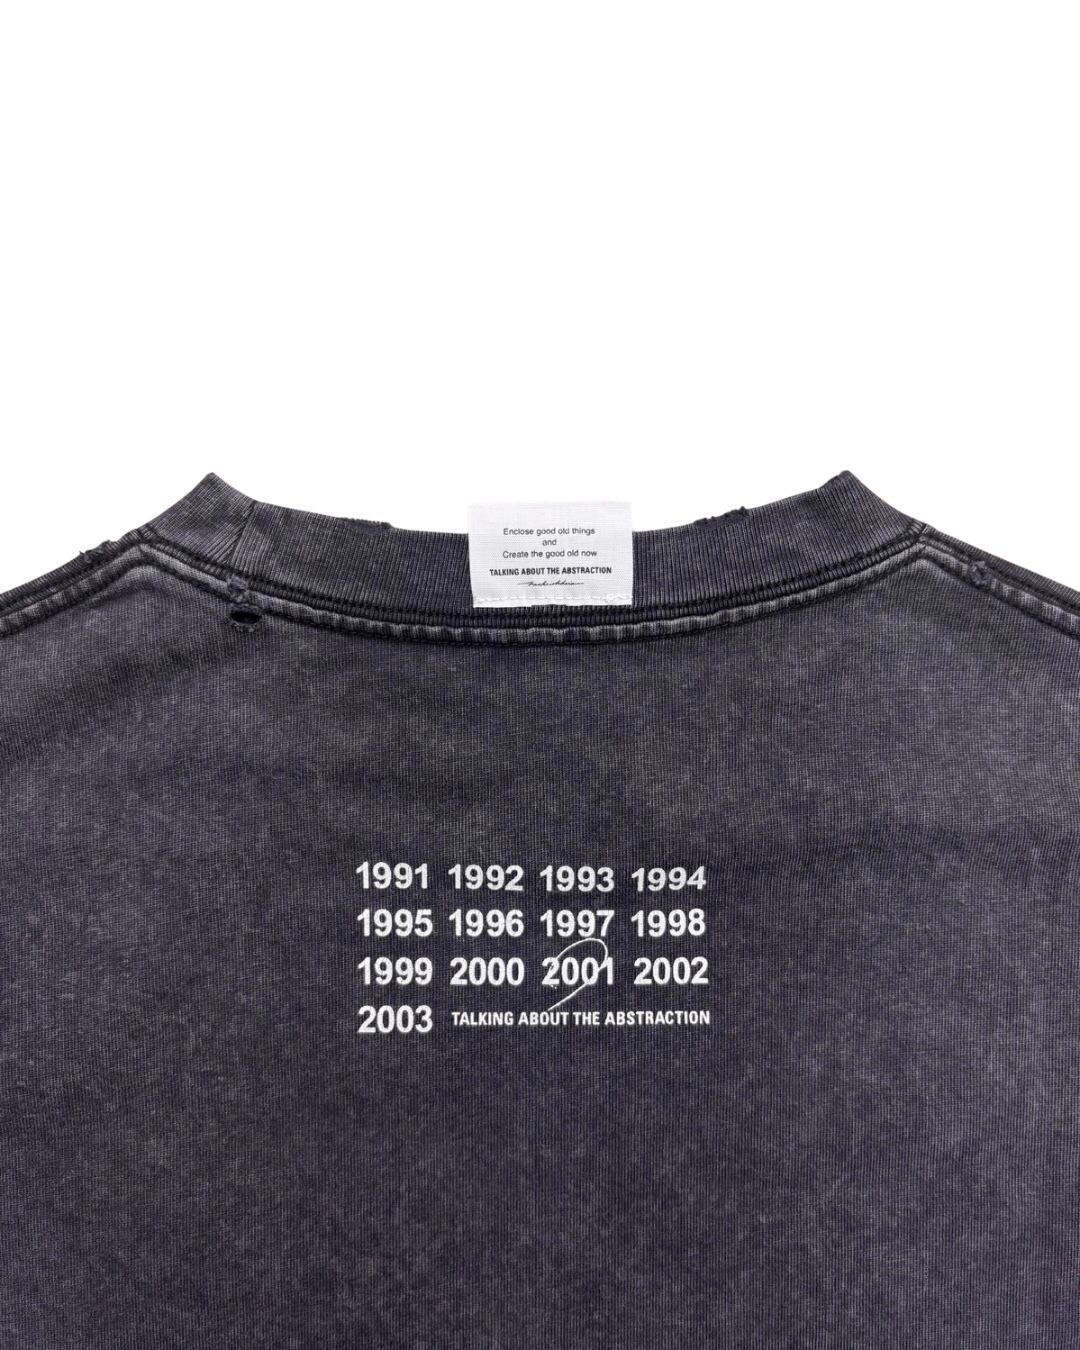 Enclose good old things
and
Create the good old now
TALKING ABOUT THE ABSTRACTION
1991 1992 1993 1994
1995 1996 1997 1998
1999 2000 2001 2002
2003 TALKING ABOUT THE ABSTRACTION